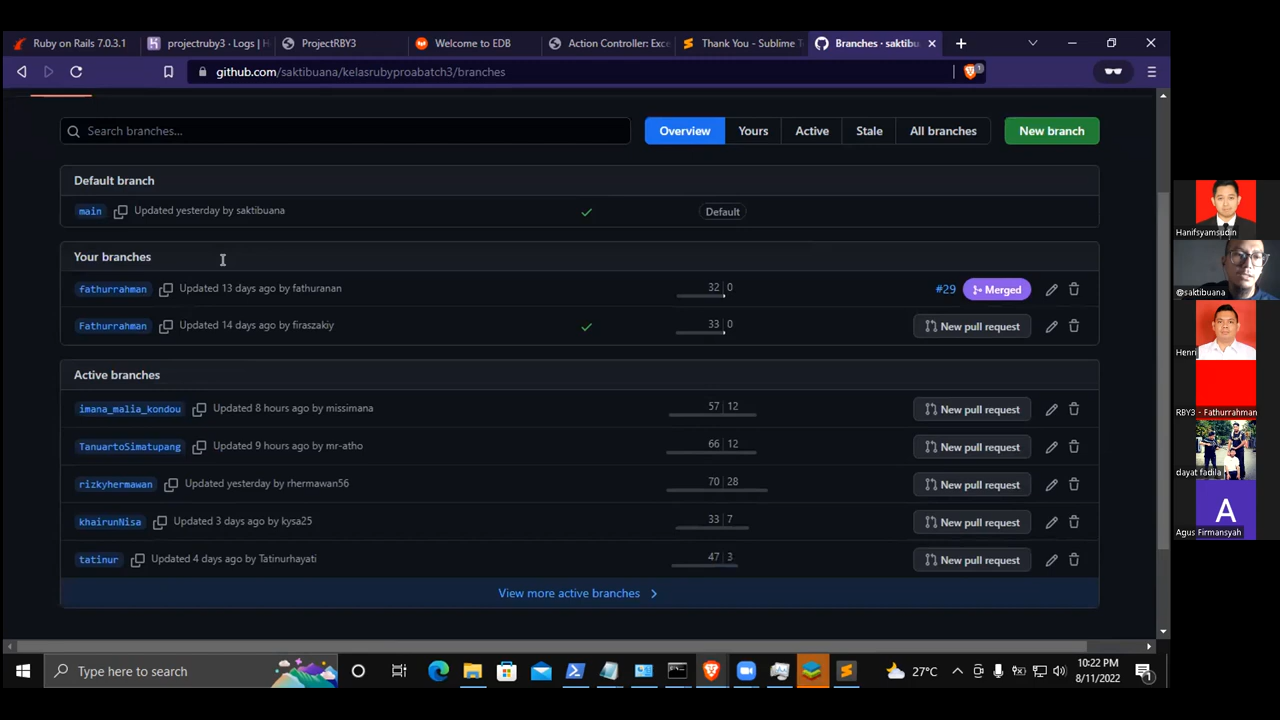 Ruby on Rails 7.0.3.1
projectruby3 · Logs | H
ProjectRBY3
Welcome to EDB
Action Controller: Exce
Thank You - Sublime T
Branches · saktibu
github.com/saktibuana/kelasrubyproabatch3/branches
1
Search branches...
Overview
Yours
Active
Stale
All branches
New branch
Default branch
main
Updated yesterday by saktibuana
Default
Your branches
fathurrahman
Updated 13 days ago by fathuranan
32 | 0
#29
Merged
Fathurrahman
Updated 14 days ago by firaszakiy
33 | 0
New pull request
Active branches
imana_malia_kondou
Updated 8 hours ago by missimana
57 | 12
New pull request
TanuartoSimatupang
Updated 9 hours ago by mr-atho
66 | 12
New pull request
rizkyhermawan
Updated yesterday by rhermawan56
70 | 28
New pull request
khairunNisa
Updated 3 days ago by kysa25
33 | 7
New pull request
tatinur
Updated 4 days ago by Tatinurhayati
47 | 3
New pull request
View more active branches
Hanifsyamsudin
@saktibuana
Henri
RBY3 - Fathurrahman
dayat fadila
A
Agus Firmansyah
Type here to search
27°C
10:22 PM
8/11/2022
1